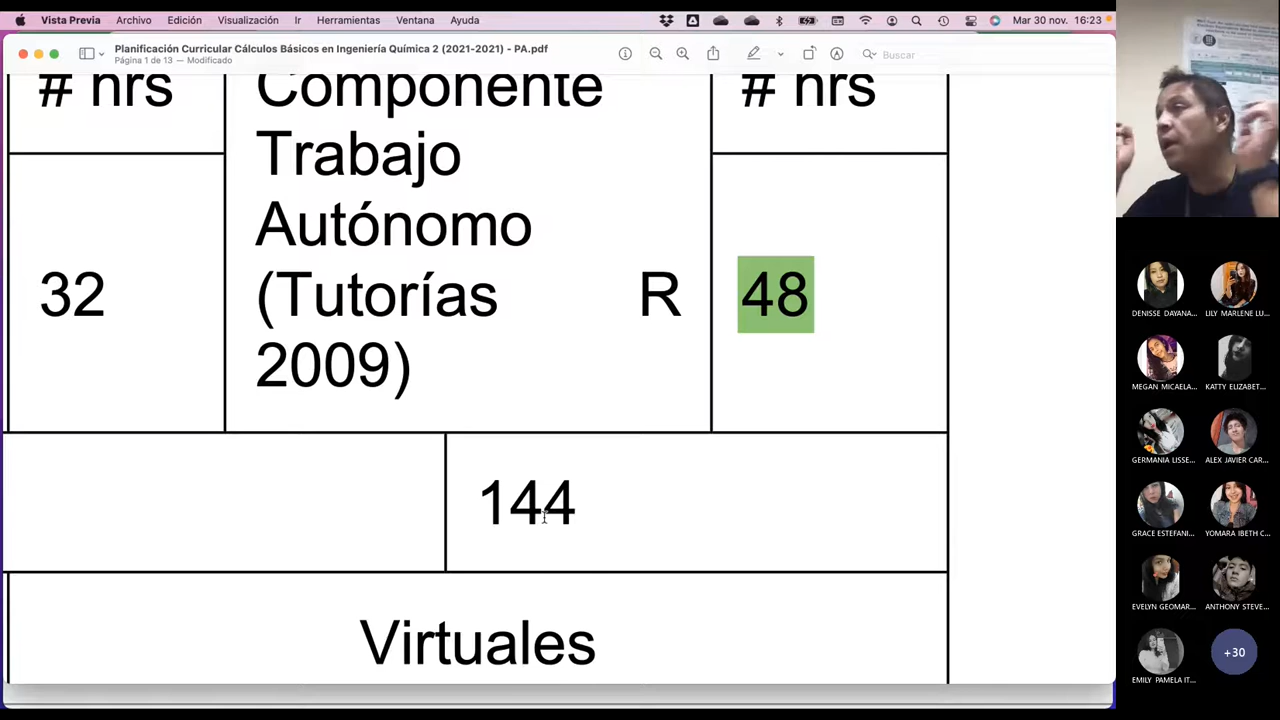 Vista Previa Archivo Edición Visualización Ir Herramientas Ventana Ayuda Mar 30 nov. 16:23
Planificación Curricular Cálculos Básicos en Ingeniería Química 2 (2021-2021) - PA.pdf
Página 1 de 13 — Modificado
Buscar
# hrs
Componente
Trabajo
Autónomo
(Tutorías R
2009)
# hrs
32
48
144
Virtuales
DENISSE DAYANA...
LILY MARLENE LU...
MEGAN MICAELA...
KATTY ELIZABET...
GERMANIA LISSE...
ALEX JAVIER CAR...
GRACE ESTEFANI...
YOMARA IBETH C...
EVELYN GEOMAR...
ANTHONY STEVE...
EMILY PAMELA IT...
+30